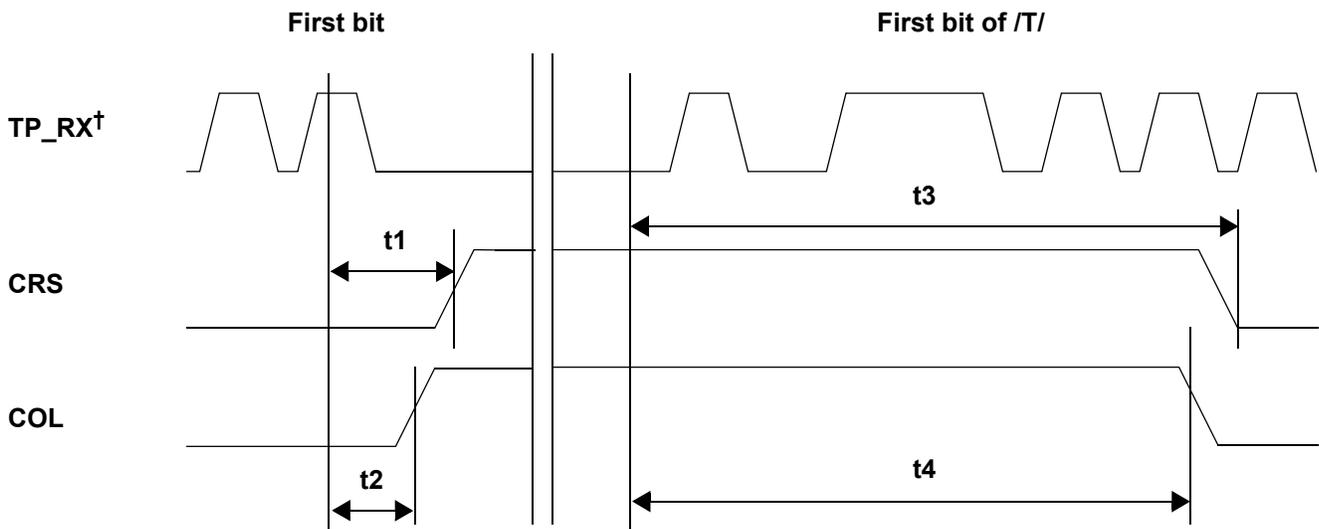 First bit
First bit of /T/
TP_RX†
t3
t1
CRS
COL
t2
t4